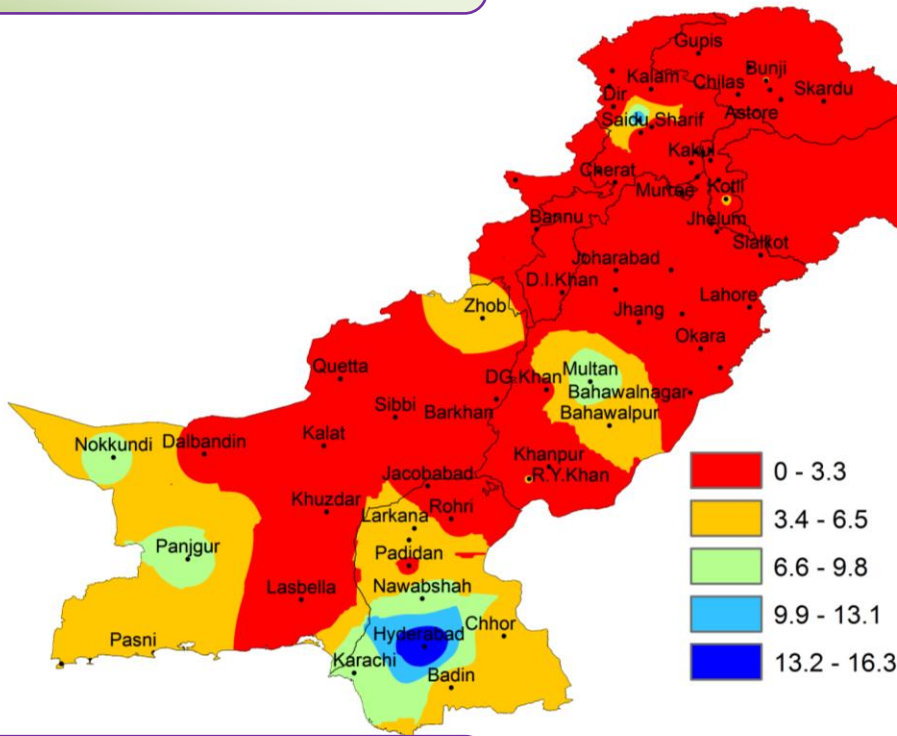 Gupis
Bunji
Kalam
Chilas
Skardu
Dir
Astore
Saidu Sharif
Kakul
Cherat
Murree
Kotli
Bannu
Jhelum
Sialkot
Joharabad
D.I.Khan
Lahore
Zhob
Jhang
Okara
Quetta
DG.Khan
Multan
Bahawalnagar
Sibbi
Barkhan
Bahawalpur
Nokkundi
Dalbandin
Kalat
Khanpur
R.Y.Khan
Jacobabad
Khuzdar
Rohri
Larkana
Panjgur
Padidan
Lasbella
Nawabshah
Pasni
Hyderabad
Chhor
Karachi
Badin
0 - 3.3
3.4 - 6.5
6.6 - 9.8
9.9 - 13.1
13.2 - 16.3